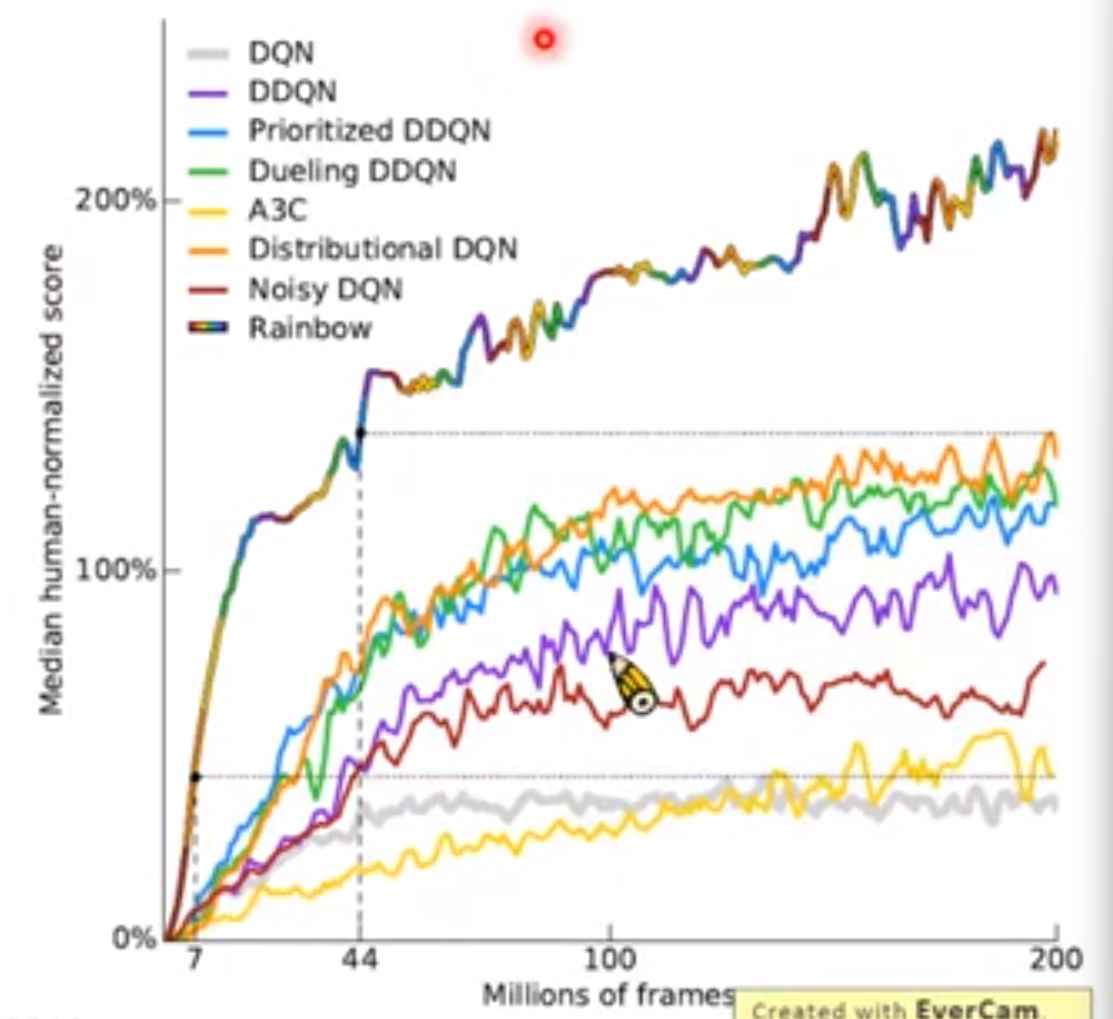 DQN
DDQN
Prioritized DDQN
Dueling DDQN
A3C
Distributional DQN
Noisy DQN
Rainbow
200%
100%
0%
Median human-normalized score
7
44
100
200
Millions of frames
Created with EverCam.